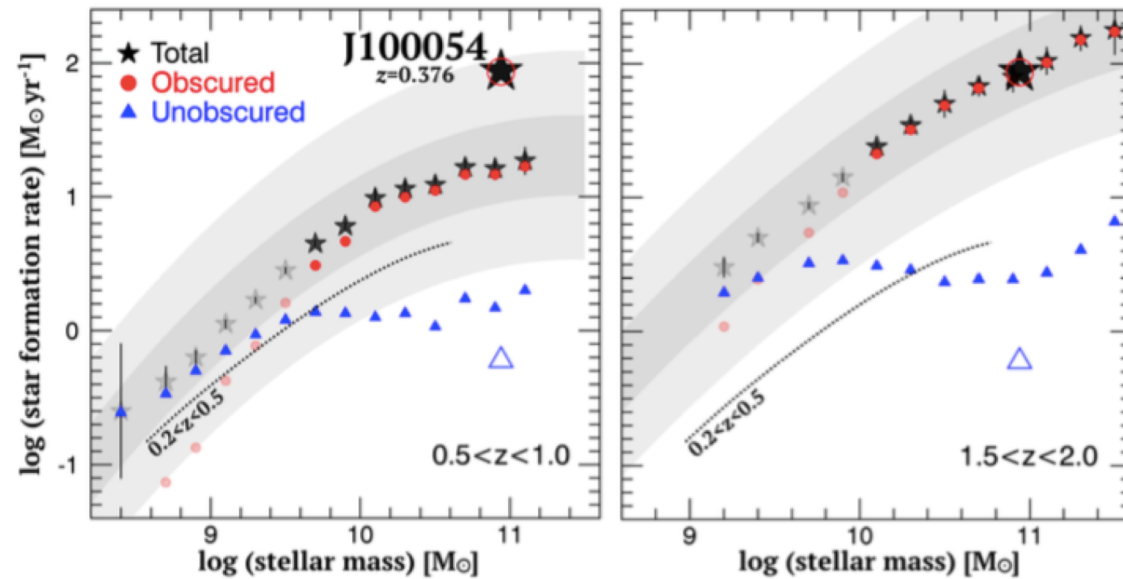 log (star formation rate) [M⊙ yr⁻¹]
2
1
0
-1
★ Total
● Obscured
▲ Unobscured
J100054
z=0.376
0.2<z<0.5
0.5<z<1.0
9 10 11
log (stellar mass) [M⊙]
0.2<z<0.5
1.5<z<2.0
9 10 11
log (stellar mass) [M⊙]